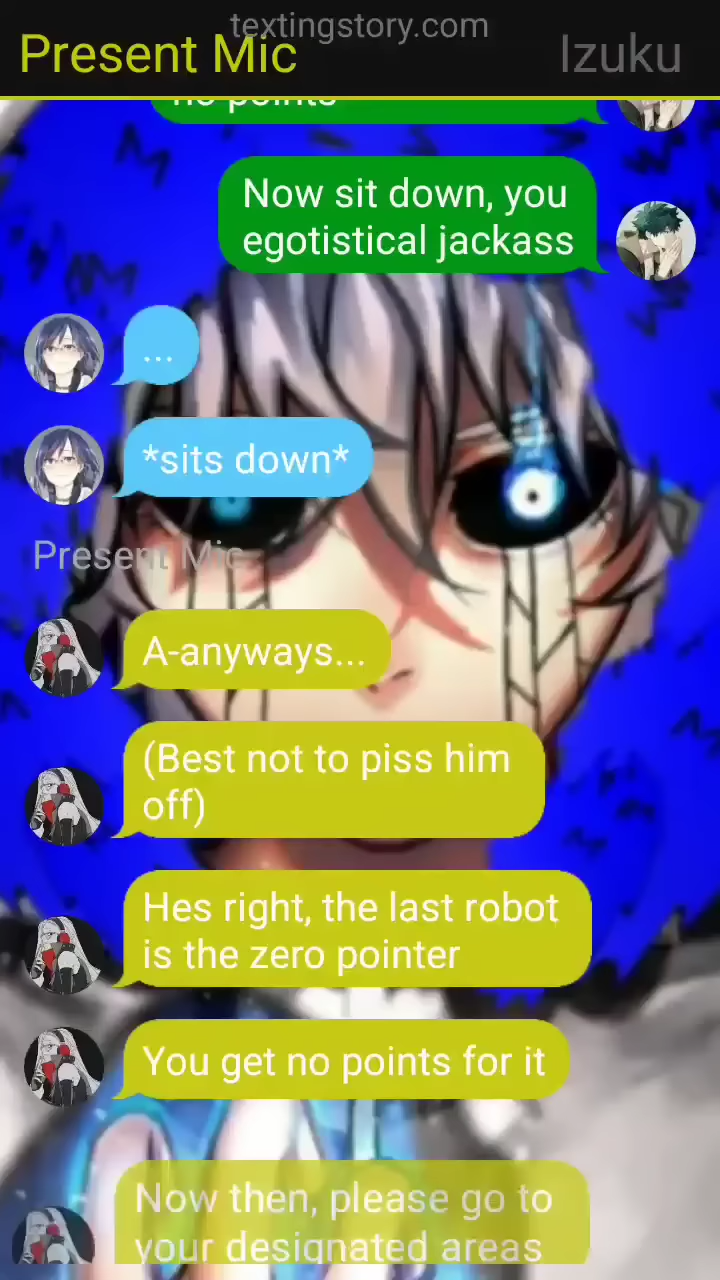 textingstory.com
Present Mic
Izuku
no points
Now sit down, you
egotistical jackass
...
*sits down*
Present Mic
A-anyways...
(Best not to piss him
off)
Hes right, the last robot
is the zero pointer
You get no points for it
Now then, please go to
your designated areas